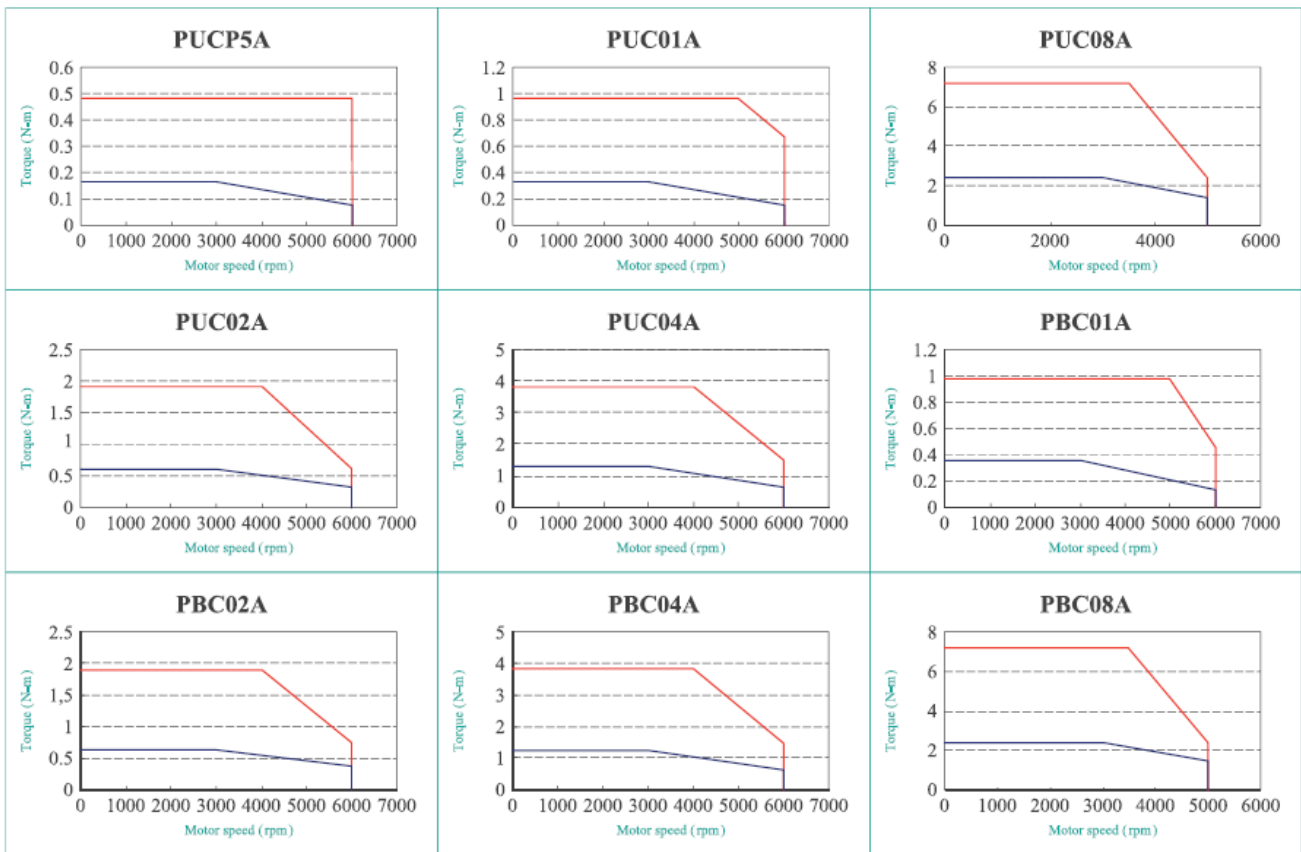 PUCP5A
0.6
0.5
0.4
0.3
0.2
0.1
0
Torque (N-m)
0 1000 2000 3000 4000 5000 6000 7000
Motor speed (rpm)
PUC01A
1.2
1
0.8
0.6
0.4
0.2
0
Torque (N-m)
0 1000 2000 3000 4000 5000 6000 7000
Motor speed (rpm)
PUC08A
8
6
4
2
0
Torque (N-m)
0 2000 4000 6000
Motor speed (rpm)
PUC02A
2.5
2
1.5
1
0.5
0
Torque (N-m)
0 1000 2000 3000 4000 5000 6000 7000
Motor speed (rpm)
PUC04A
5
4
3
2
1
0
Torque (N-m)
0 1000 2000 3000 4000 5000 6000 7000
Motor speed (rpm)
PBC01A
1.2
1
0.8
0.6
0.4
0.2
0
Torque (N-m)
0 1000 2000 3000 4000 5000 6000 7000
Motor speed (rpm)
PBC02A
2.5
2
1,5
1
0.5
0
Torque (N-m)
0 1000 2000 3000 4000 5000 6000 7000
Motor speed (rpm)
PBC04A
5
4
3
2
1
0
Torque (N-m)
0 1000 2000 3000 4000 5000 6000 7000
Motor speed (rpm)
PBC08A
8
6
4
2
0
Torque (N-m)
0 1000 2000 3000 4000 5000 6000
Motor speed (rpm)